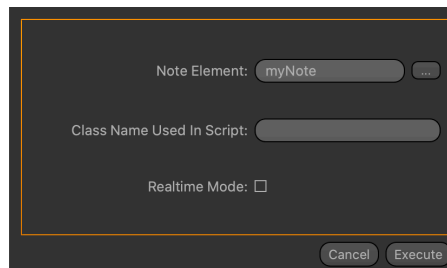 Note Element: myNote ...
Class Name Used In Script:
Realtime Mode:
Cancel Execute